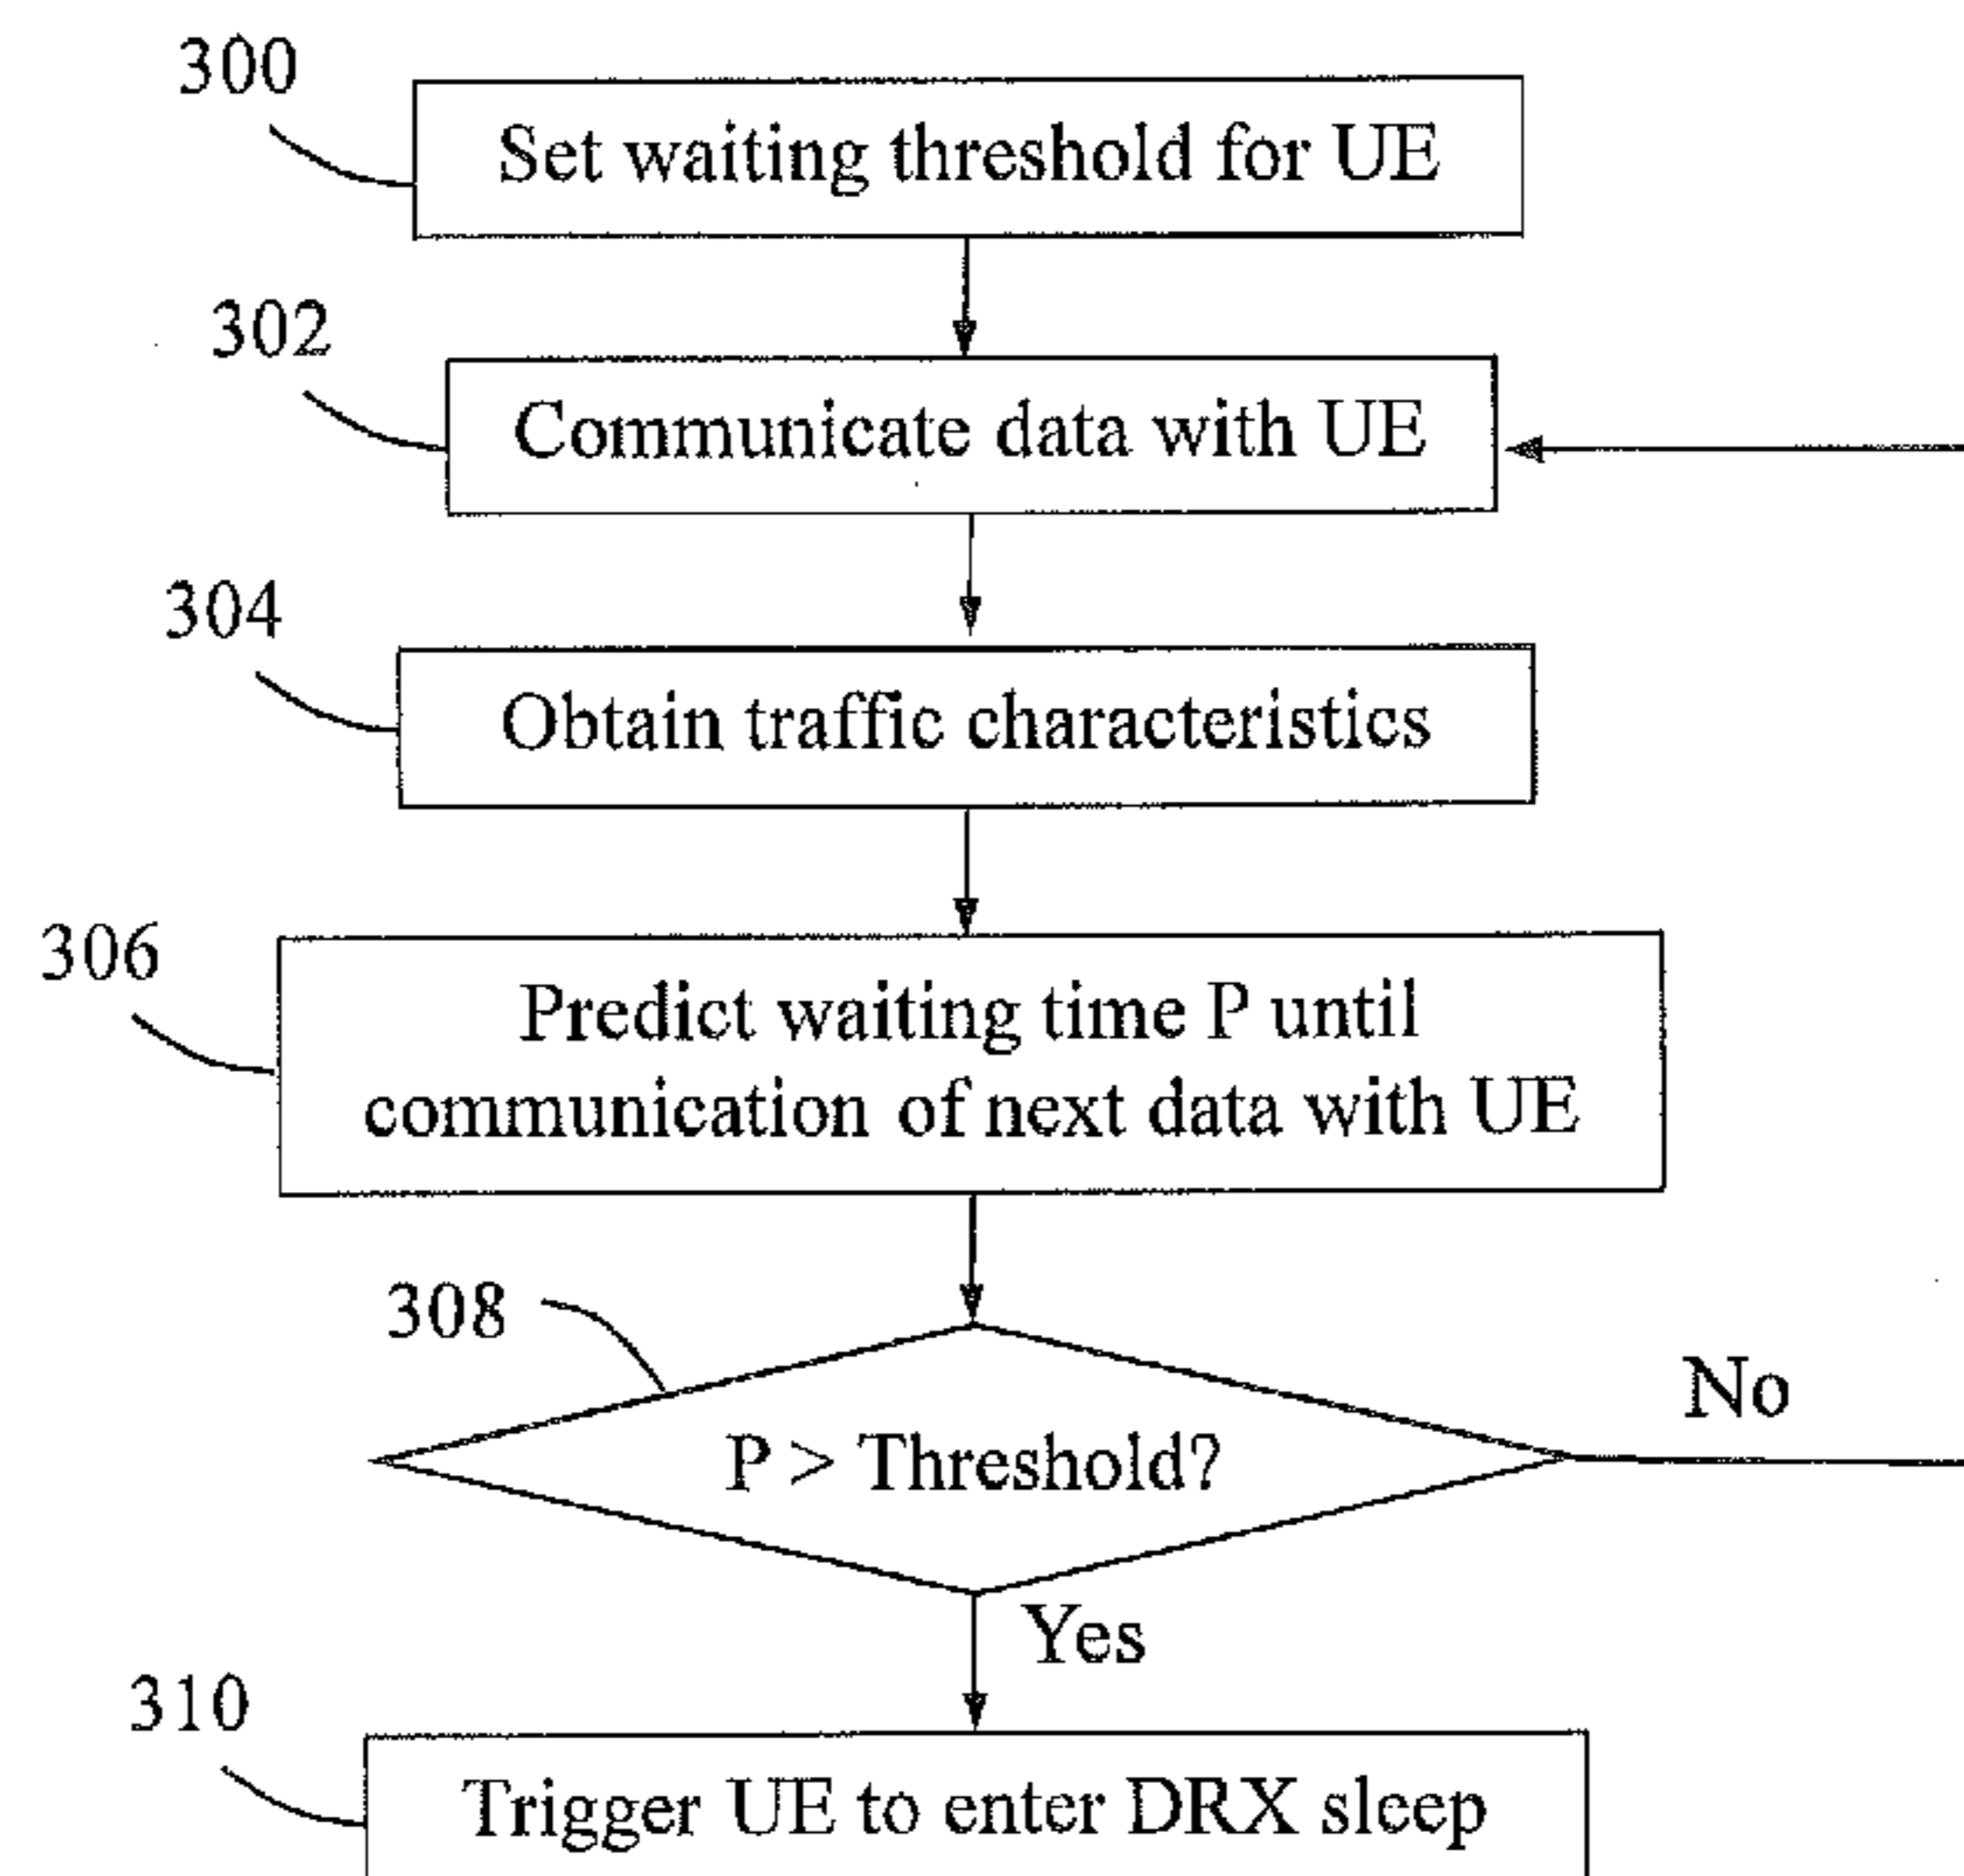 300
Set waiting threshold for UE
302
Communicate data with UE
304
Obtain traffic characteristics
306
Predict waiting time P until
communication of next data with UE
308
P > Threshold?
No
Yes
310
Trigger UE to enter DRX sleep